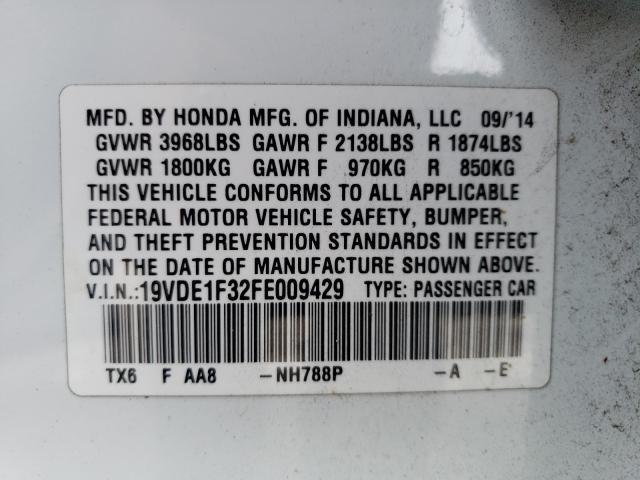 MFD. BY HONDA MFG. OF INDIANA, LLC 09/'14
GVWR 3968LBS GAWR F 2138LBS R 1874LBS
GVWR 1800KG GAWR F 970KG R 850KG
THIS VEHICLE CONFORMS TO ALL APPLICABLE
FEDERAL MOTOR VEHICLE SAFETY, BUMPER,
AND THEFT PREVENTION STANDARDS IN EFFECT
ON THE DATE OF MANUFACTURE SHOWN ABOVE.
V.I.N.:19VDE1F32FE009429 TYPE: PASSENGER CAR
TX6 F AA8 -NH788P -A -E